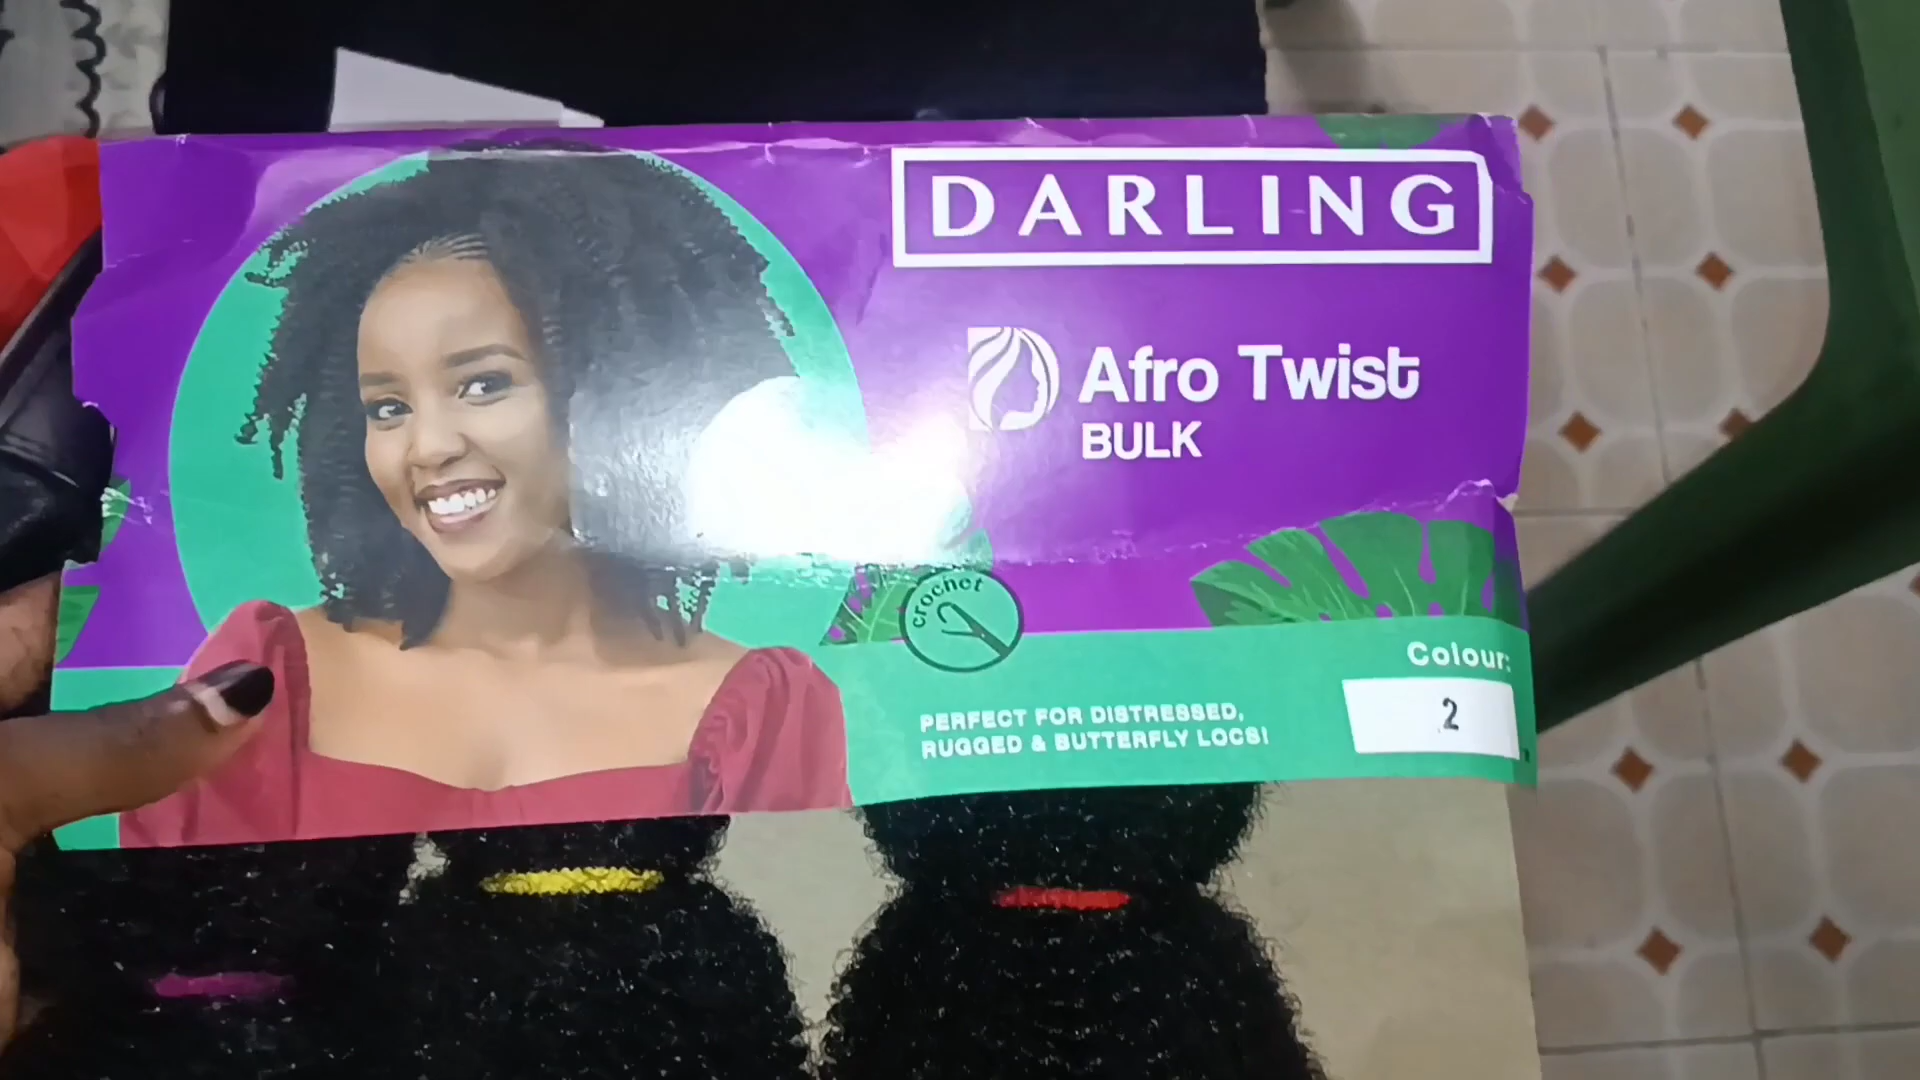 DARLING
Afro Twist
BULK
crochet
PERFECT FOR DISTRESSED,
RUGGED & BUTTERFLY LOCS!
Colour:
2